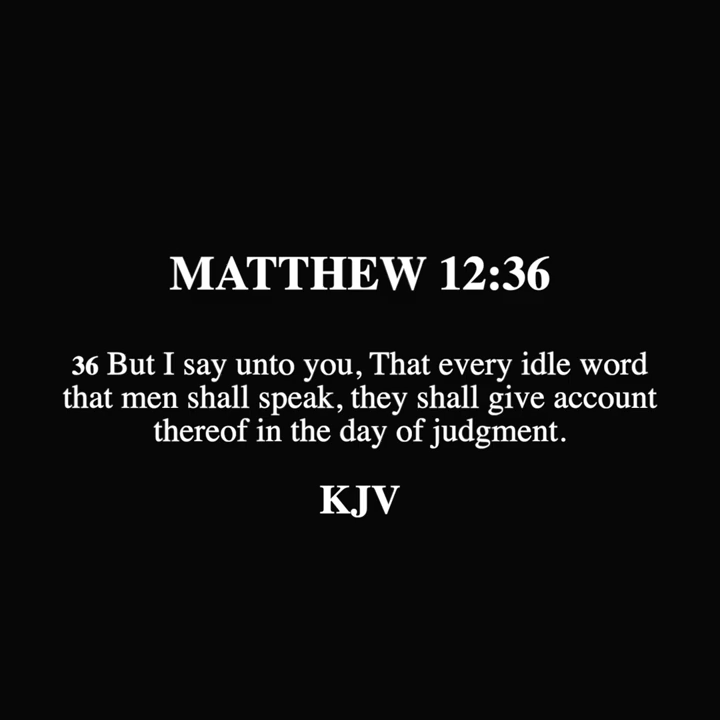 MATTHEW 12:36
36 But I say unto you, That every idle word
that men shall speak, they shall give account
thereof in the day of judgment.
KJV